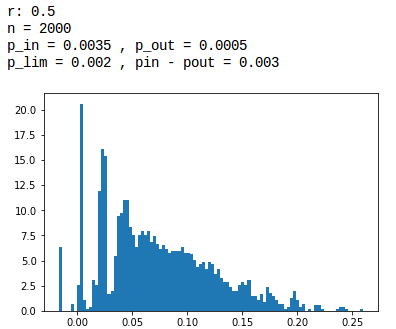 r: 0.5
n = 2000
p_in = 0.0035 , p_out = 0.0005
p_lim = 0.002 , pin - pout = 0.003
20.0
17.5
15.0
12.5
10.0
7.5
5.0
2.5
0.0
0.00 0.05 0.10 0.15 0.20 0.25